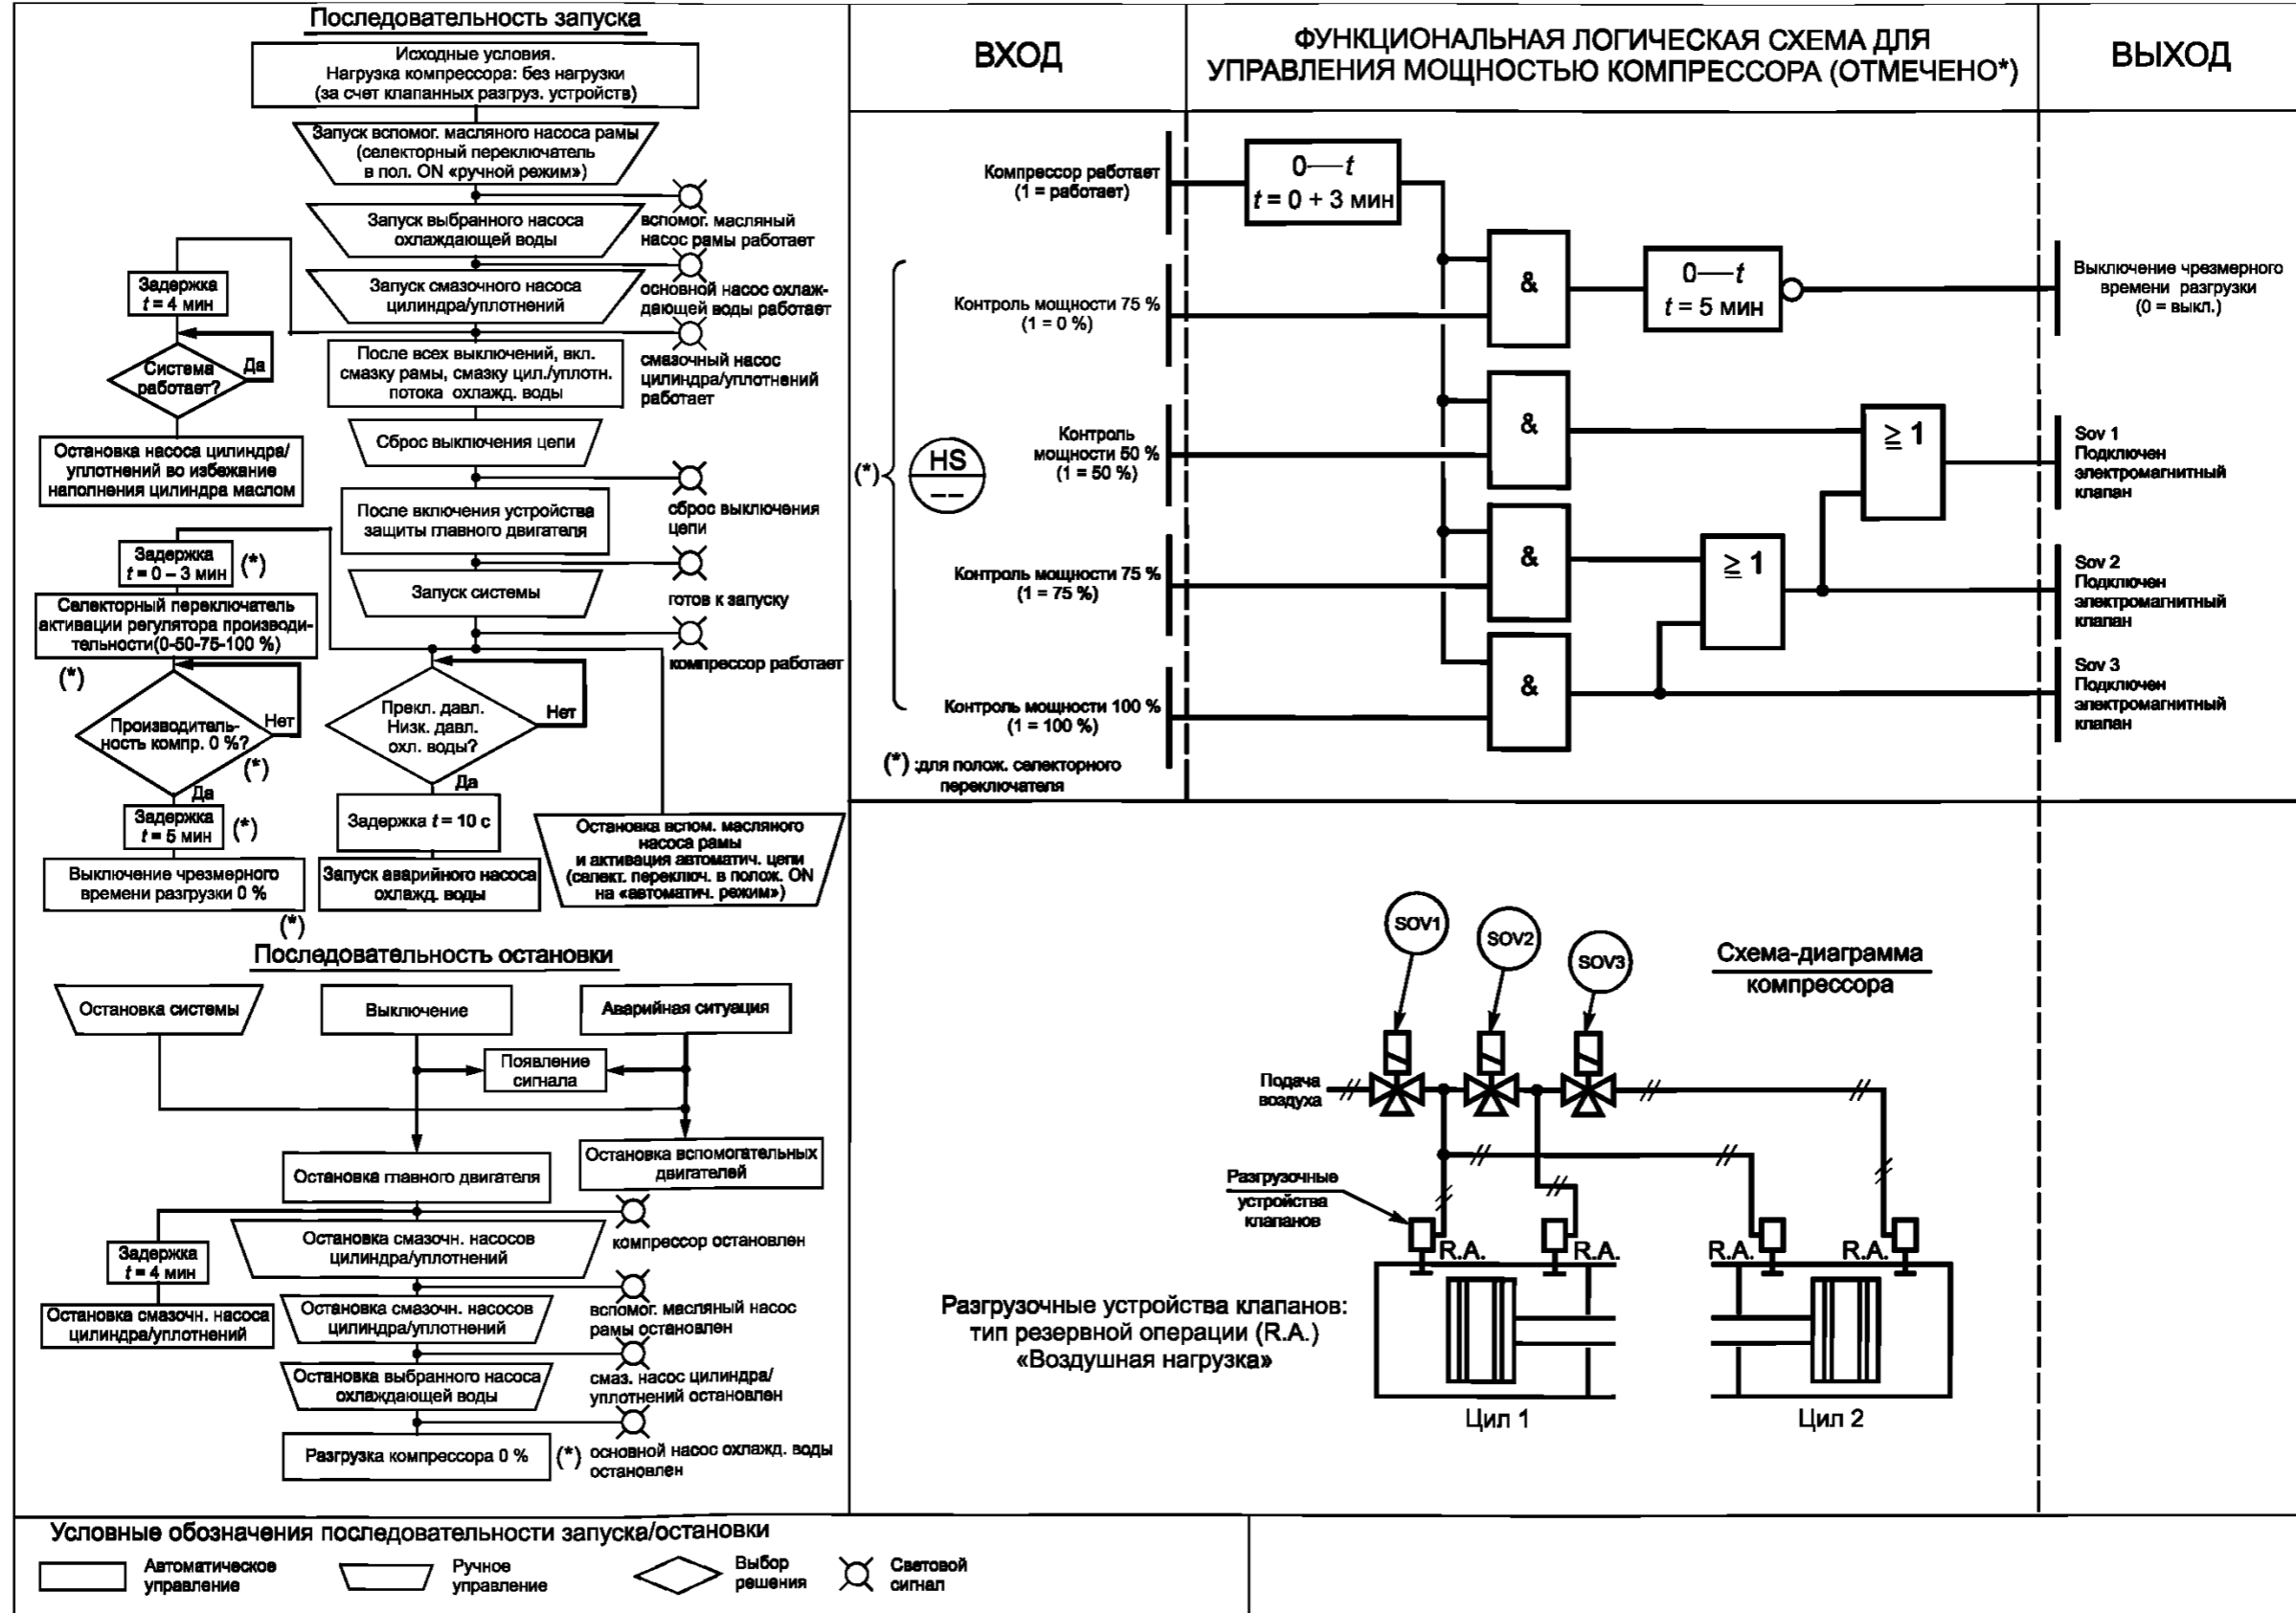 Последовательность запуска
Исходные условия.
Нагрузка компрессора: без нагрузки
(за счет клапанных разгруз. устройств)
Запуск вспомог. масляного насоса рамы
(селекторный переключатель
в пол. ON «ручной режим»)
вспомог. масляный
насос рамы работает
Запуск выбранного насоса
охлаждающей воды
основной насос охлаж-
дающей воды работает
Запуск смазочного насоса
цилиндра/уплотнений
смазочный насос
цилиндра/уплотнений
работает
Задержка
t = 4 мин
Система
работает?
Да
Остановка насоса цилиндра/
уплотнений во избежание
наполнения цилиндра маслом
После всех выключений, вкл.
смазку рамы, смазку цил./уплотн.
потока охлажд. воды
Сброс выключения цепи
сброс выключения
цепи
После включения устройства
защиты главного двигателя
готов к запуску
Запуск системы
компрессор работает
Задержка
t = 0 – 3 мин
(*)
Селекторный переключатель
активации регулятора производи-
тельности(0-50-75-100 %)
(*)
Производитель-
ность компр. 0 %?
Нет
(*)
Да
Задержка
t = 5 мин
(*)
Выключение чрезмерного
времени разгрузки 0 %
(*)
Прекл. давл.
Низк. давл.
охл. воды?
Нет
Да
Задержка t = 10 с
Запуск аварийного насоса
охлажд. воды
Остановка вспом. масляного
насоса рамы
и активация автоматич. цепи
(селект. переключ. в полож. ON
на «автоматич. режим»)
Последовательность остановки
Остановка системы
Выключение
Аварийная ситуация
Появление
сигнала
Остановка главного двигателя
Остановка вспомогательных
двигателей
компрессор остановлен
Задержка
t = 4 мин
Остановка смазочн. насоса
цилиндра/уплотнений
Остановка смазочн. насосов
цилиндра/уплотнений
вспомог. масляный насос
рамы остановлен
Остановка смазочн. насосов
цилиндра/уплотнений
смаз. насос цилиндра/
уплотнений остановлен
Остановка выбранного насоса
охлаждающей воды
основной насос охлажд. воды
остановлен
Разгрузка компрессора 0 %
(*)
ВХОД
ФУНКЦИОНАЛЬНАЯ ЛОГИЧЕСКАЯ СХЕМА ДЛЯ
УПРАВЛЕНИЯ МОЩНОСТЬЮ КОМПРЕССОРА (ОТМЕЧЕНО*)
ВЫХОД
Компрессор работает
(1 = работает)
0—t
t = 0 + 3 мин
Контроль мощности 75 %
(1 = 0 %)
&
0—t
t = 5 мин
Выключение чрезмерного
времени разгрузки
(0 = выкл.)
(*)
HS
--
Контроль
мощности 50 %
(1 = 50 %)
&
≥ 1
Sov 1
Подключен
электромагнитный
клапан
Контроль мощности 75 %
(1 = 75 %)
&
≥ 1
Sov 2
Подключен
электромагнитный
клапан
Контроль мощности 100 %
(1 = 100 %)
&
Sov 3
Подключен
электромагнитный
клапан
(*) :для полож. селекторного
переключателя
SOV1
SOV2
SOV3
Схема-диаграмма
компрессора
Подача
воздуха
Разгрузочные
устройства
клапанов
R.A.
R.A.
R.A.
R.A.
Разгрузочные устройства клапанов:
тип резервной операции (R.A.)
«Воздушная нагрузка»
Цил 1
Цил 2
Условные обозначения последовательности запуска/остановки
Автоматическое
управление
Ручное
управление
Выбор
решения
Световой
сигнал